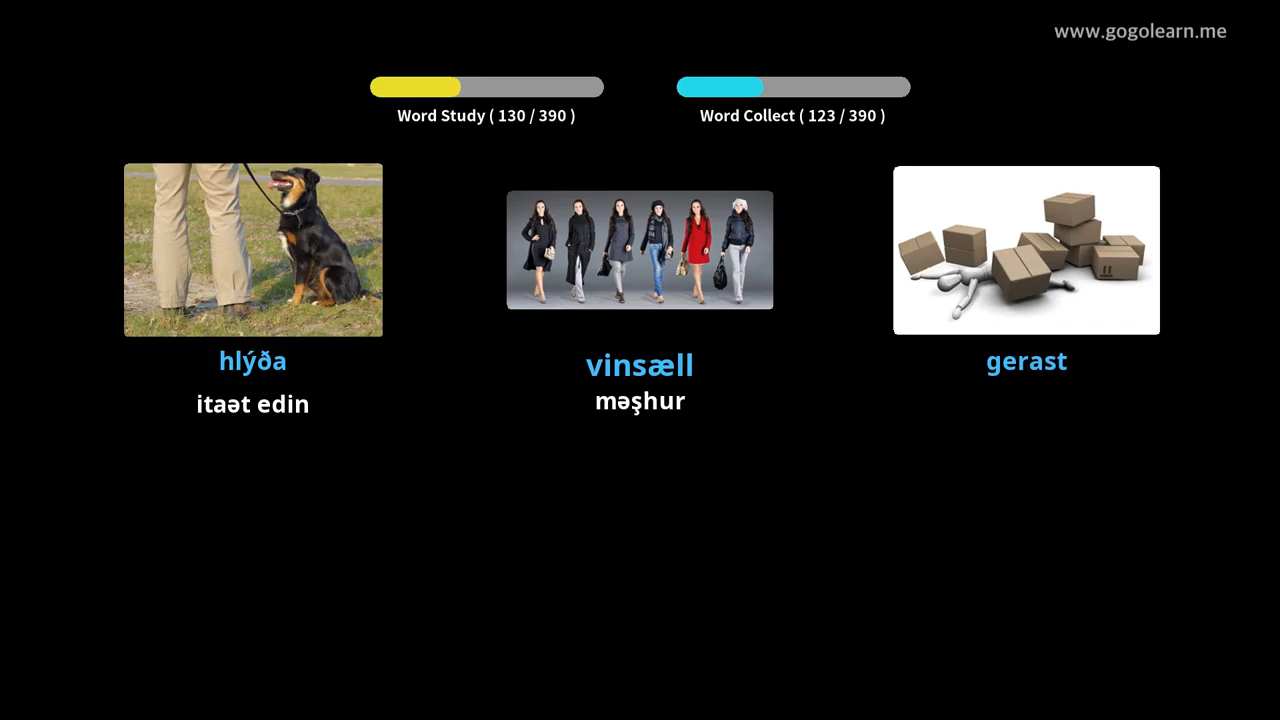 www.gogolearn.me
Word Study ( 130 / 390 )
Word Collect ( 123 / 390 )
hlýða
itaət edin
vinsæll
məşhur
gerast